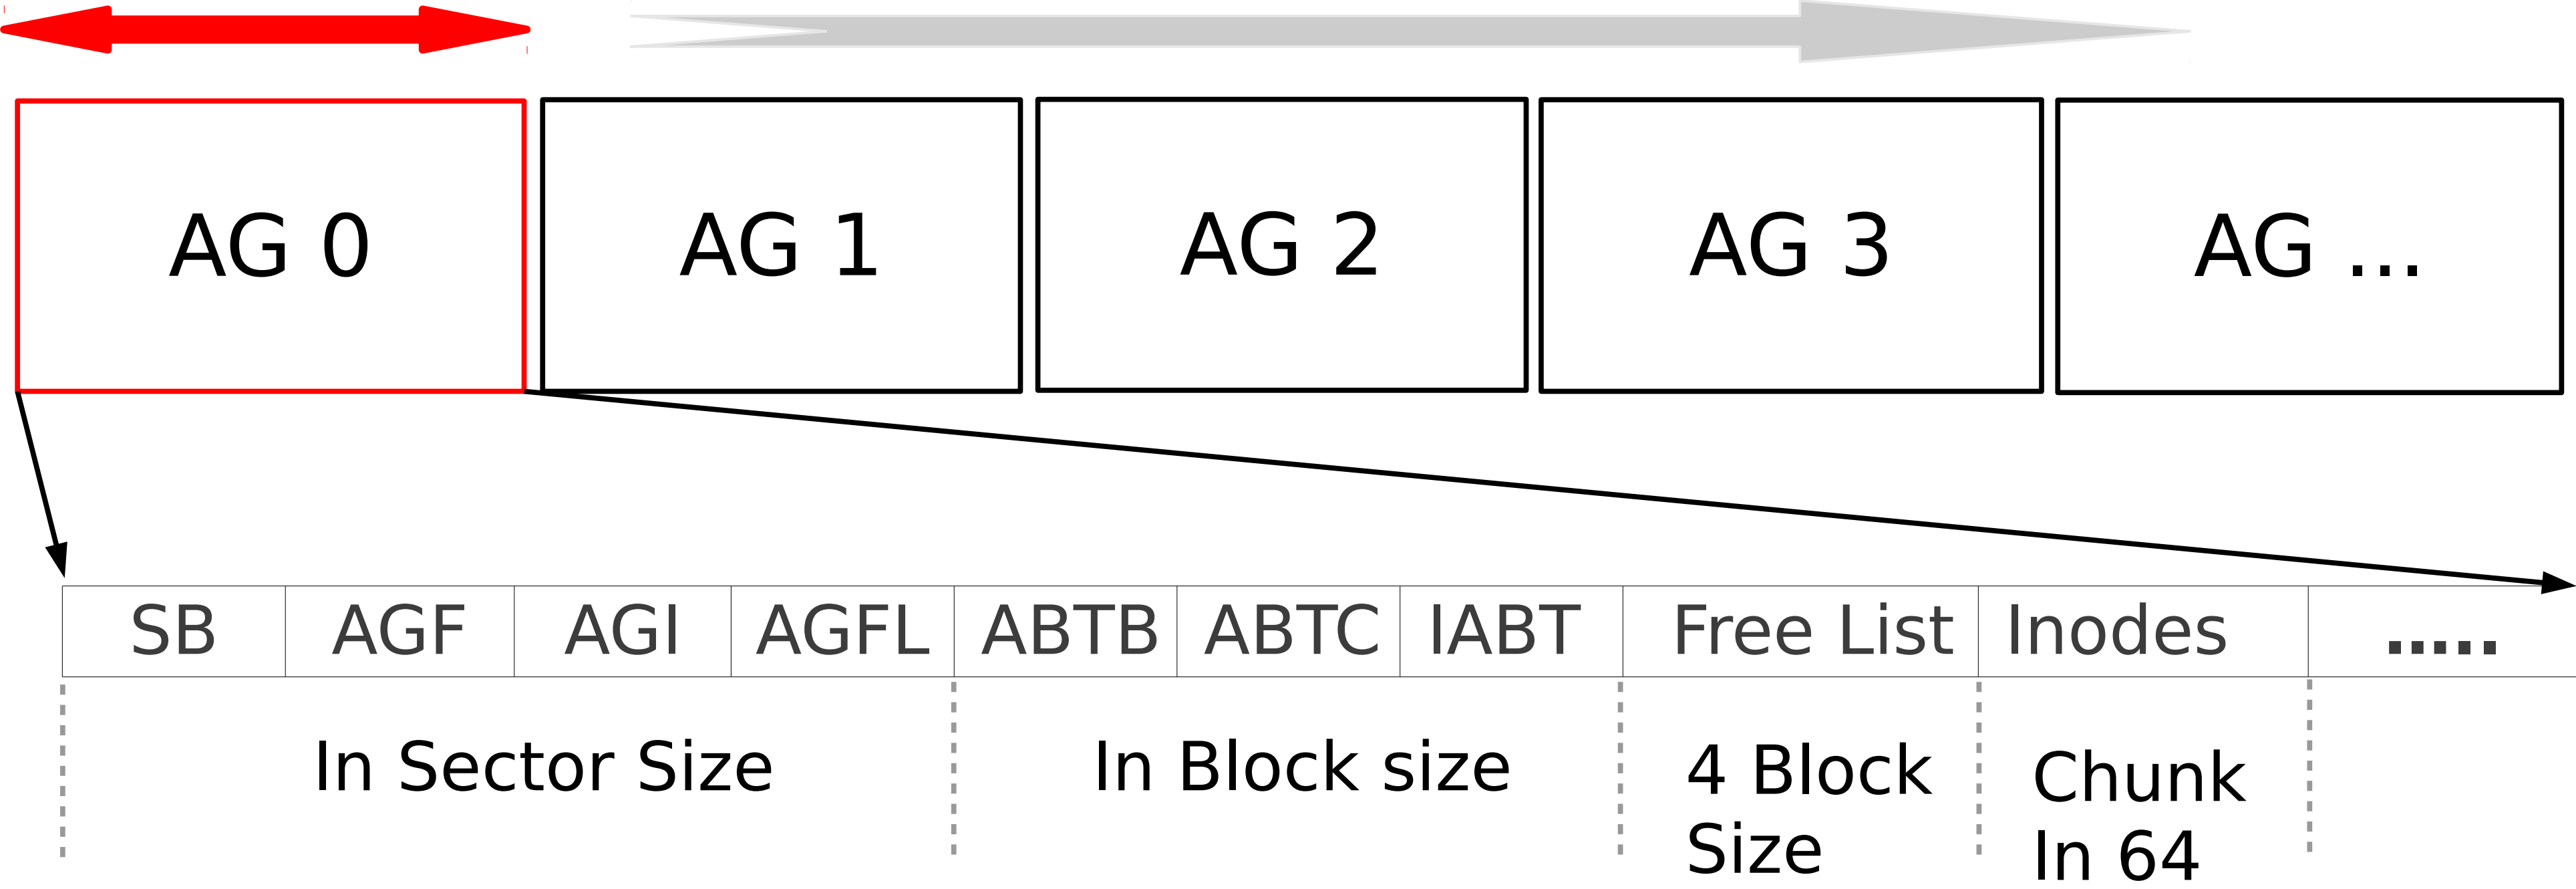 AG 0 AG 1 AG 2 AG 3 AG ...
SB AGF AGI AGFL ABTB ABTC IABT Free List Inodes .....
In Sector Size In Block size 4 Block Size Chunk In 64